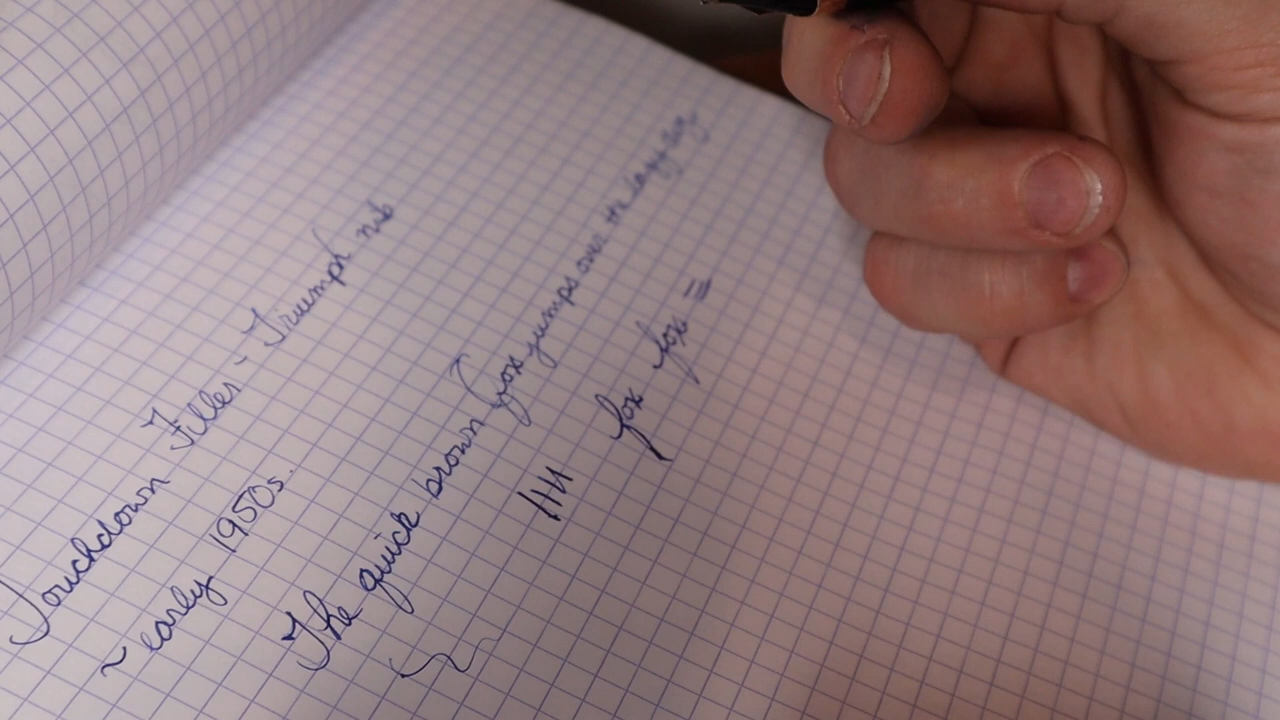 Touchdown Filler - Triumph nib
~ early 1950s.
The quick brown fox jumps over the lazy dog
fox fox =